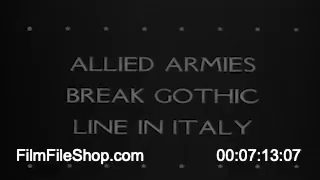 ALLIED ARMIES
BREAK GOTHIC
LINE IN ITALY
FilmFileShop.com 00:07:13:07